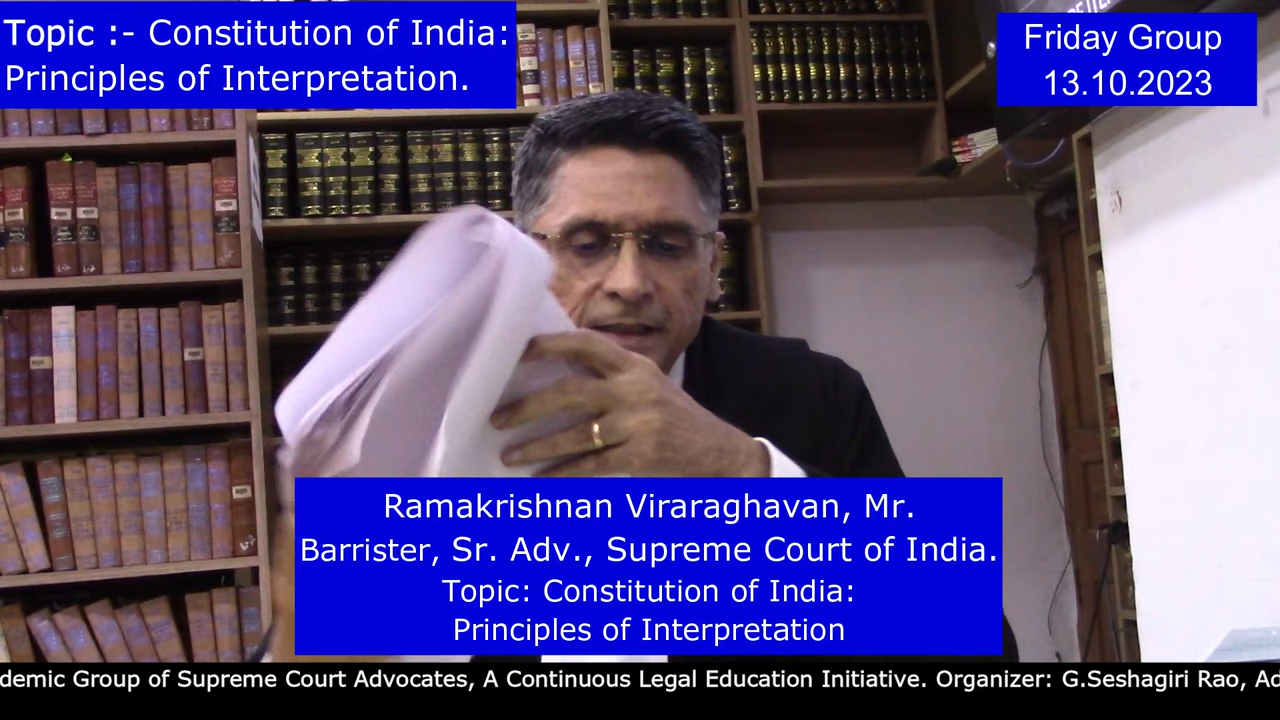 Topic :- Constitution of India:
Principles of Interpretation.
Friday Group
13.10.2023
Ramakrishnan Viraraghavan, Mr.
Barrister, Sr. Adv., Supreme Court of India.
Topic: Constitution of India:
Principles of Interpretation
demic Group of Supreme Court Advocates, A Continuous Legal Education Initiative. Organizer: G.Seshagiri Rao, Ad